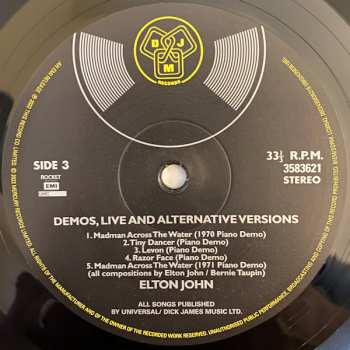 D J M
RECORDS
SIDE 3
ROCKET
EMI
33⅓ R.P.M.
3583621
STEREO
DEMOS, LIVE AND ALTERNATIVE VERSIONS
1. Madman Across The Water (1970 Piano Demo)
2. Tiny Dancer (Piano Demo)
3. Levon (Piano Demo)
4. Razor Face (Piano Demo)
5. Madman Across The Water (1971 Piano Demo)
(all compositions by Elton John / Bernie Taupin)
ELTON JOHN
ALL SONGS PUBLISHED
BY UNIVERSAL/ DICK JAMES MUSIC LTD.